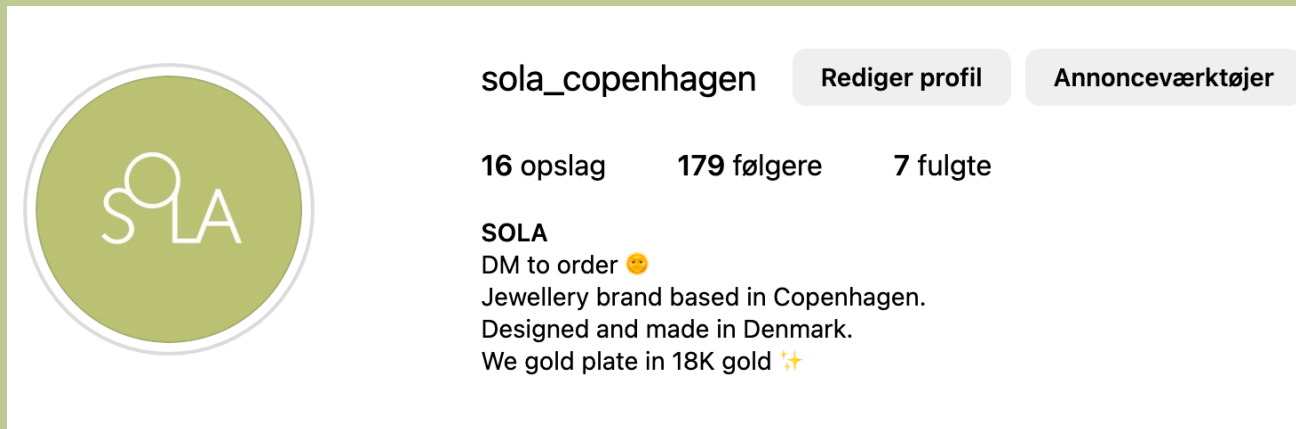 SOLA
sola_copenhagen Rediger profil Annonceværktøjer
16 opslag 179 følgere 7 fulgte
SOLA
DM to order 🌞
Jewellery brand based in Copenhagen.
Designed and made in Denmark.
We gold plate in 18K gold ✨